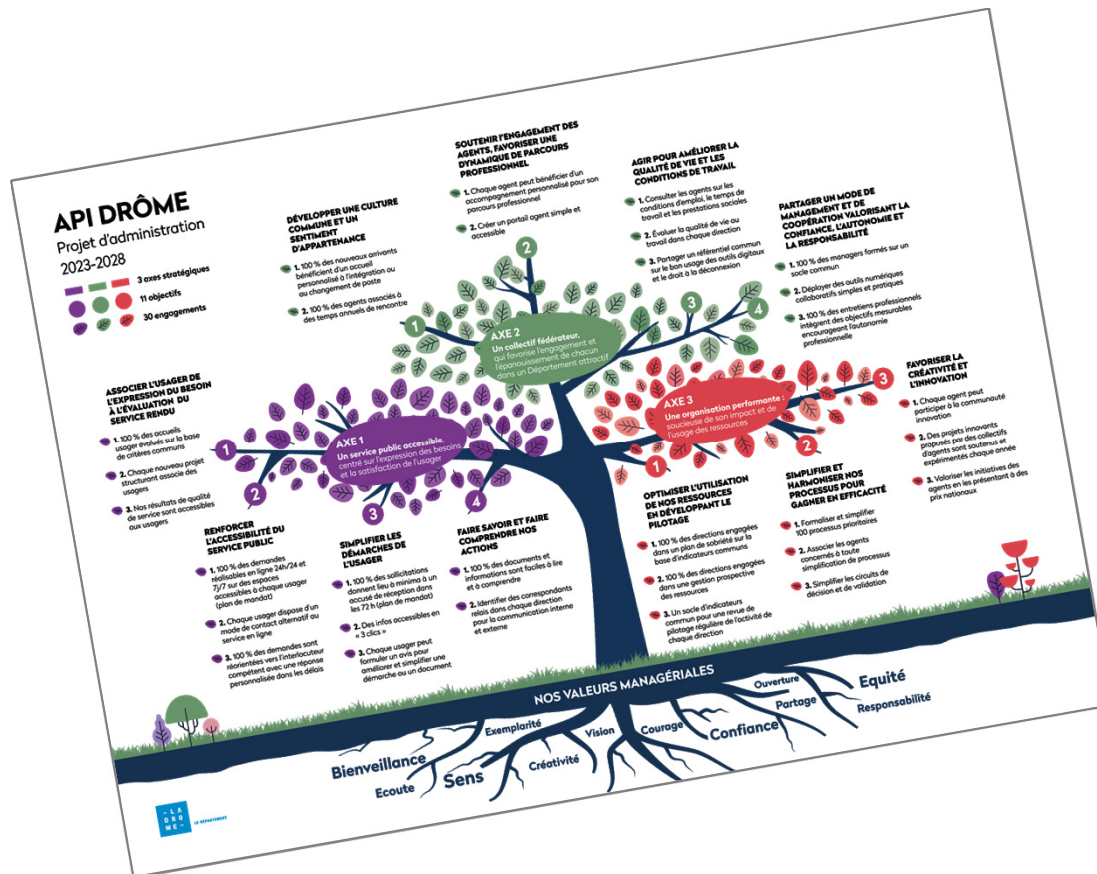 API DRÔME
Projet d'administration
2023-2028
3 axes stratégiques
11 objectifs
30 engagements
ASSOCIER L'USAGER DE
L'EXPRESSION DU BESOIN
À L'ÉVALUATION DU
SERVICE RENDU
1. 100 % des accueils
usager évalués sur la base
de critères communs
2. Chaque nouveau projet
structurant associe des
usagers
3. Nos résultats de qualité
de service sont accessibles
aux usagers
RENFORCER
L'ACCESSIBILITÉ DU
SERVICE PUBLIC
1. 100 % des demandes
réalisables en ligne 24h/24 et
7j/7 sur des espaces
accessibles à chaque usager
(plan de mandat)
2. Chaque usager dispose d'un
mode de contact alternatif au
service en ligne
3. 100 % des demandes sont
réorientées vers l'interlocuteur
compétent avec une réponse
personnalisée dans les délais
SIMPLIFIER LES
DÉMARCHES DE
L'USAGER
1. 100 % des sollicitations
donnent lieu à minima à un
accusé de réception dans
les 72 h (plan de mandat)
2. Des infos accessibles en
« 3 clics »
3. Chaque usager peut
formuler un avis pour
améliorer et simplifier une
démarche ou un document
FAIRE SAVOIR ET FAIRE
COMPRENDRE NOS
ACTIONS
1. 100 % des documents et
informations sont faciles à lire
et à comprendre
2. Identifier des correspondants
relais dans chaque direction
pour la communication interne
et externe
AXE 1
Un service public accessible,
centré sur l'expression des besoins
et la satisfaction de l'usager
1
2
3
4
DÉVELOPPER UNE CULTURE
COMMUNE ET UN
SENTIMENT
D'APPARTENANCE
1. 100 % des nouveaux arrivants
bénéficient d'un accueil
personnalisé à l'intégration ou
au changement de poste
2. 100 % des agents associés à
des temps annuels de rencontre
SOUTENIR l'ENGAGEMENT DES
AGENTS, FAVORISER UNE
DYNAMIQUE DE PARCOURS
PROFESSIONNEL
1. Chaque agent peut bénéficier d'un
accompagnement personnalisé pour son
parcours professionnel
2. Créer un portail agent simple et
accessible
AGIR POUR AMÉLIORER LA
QUALITÉ DE VIE ET LES
CONDITIONS DE TRAVAIL
1. Consulter les agents sur les
conditions d'emploi, le temps de
travail et les prestations sociales
2. Évaluer la qualité de vie au
travail dans chaque direction
3. Partager un référentiel commun
sur le bon usage des outils digitaux
et le droit à la déconnexion
PARTAGER UN MODE DE
MANAGEMENT ET DE
COOPÉRATION VALORISANT LA
CONFIANCE, L'AUTONOMIE ET
LA RESPONSABILITÉ
1. 100 % des managers formés sur un
socle commun
2. Déployer des outils numériques
collaboratifs simples et pratiques
3. 100 % des entretiens professionnels
intègrent des objectifs mesurables
encourageant l'autonomie
professionnelle
AXE 2
Un collectif fédérateur,
qui favorise l'engagement et
l'épanouissement de chacun
dans un Département attractif
1
2
3
4
AXE 3
Une organisation performante :
soucieuse de son impact et de
l'usage des ressources
1
2
3
OPTIMISER L'UTILISATION
DE NOS RESSOURCES
EN DÉVELOPPANT LE
PILOTAGE
1. 100 % des directions engagées
dans un plan de sobriété sur la
base d'indicateurs communs
2. 100 % des directions engagées
dans une gestion prospective
des ressources
3. Un socle d'indicateurs
commun pour une revue de
pilotage régulière de l'activité de
chaque direction
SIMPLIFIER ET
HARMONISER NOS
PROCESSUS POUR
GAGNER EN EFFICACITÉ
1. Formaliser et simplifier
100 processus prioritaires
2. Associer les agents
concernés à toute
simplification de processus
3. Simplifier les circuits de
décision et de validation
FAVORISER LA
CRÉATIVITÉ ET
L'INNOVATION
1. Chaque agent peut
participer à la communauté
innovation
2. Des projets innovants
proposés par des collectifs
d'agents sont soutenus et
expérimentés chaque année
3. Valoriser les initiatives des
agents en les présentant à des
prix nationaux
NOS VALEURS MANAGÉRIALES
Bienveillance
Exemplarité
Ecoute
Sens
Créativité
Vision
Courage
Confiance
Ouverture
Partage
Equité
Responsabilité
- L A
D R O
M E -
LE DÉPARTEMENT